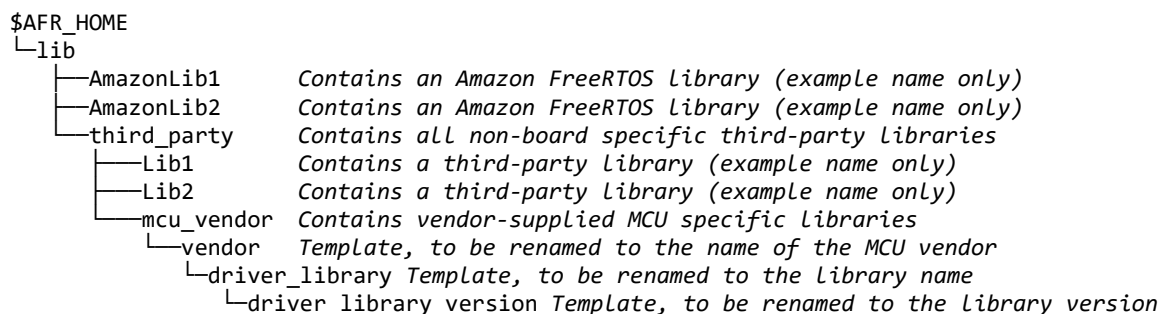 $AFR_HOME
└─lib
   ├──AmazonLib1      Contains an Amazon FreeRTOS library (example name only)
   ├──AmazonLib2      Contains an Amazon FreeRTOS library (example name only)
   └──third_party     Contains all non-board specific third-party libraries
      ├───Lib1        Contains a third-party library (example name only)
      ├───Lib2        Contains a third-party library (example name only)
      └───mcu_vendor  Contains vendor-supplied MCU specific libraries
          └──vendor   Template, to be renamed to the name of the MCU vendor
             └─driver_library Template, to be renamed to the library name
               └─driver library version Template, to be renamed to the library version